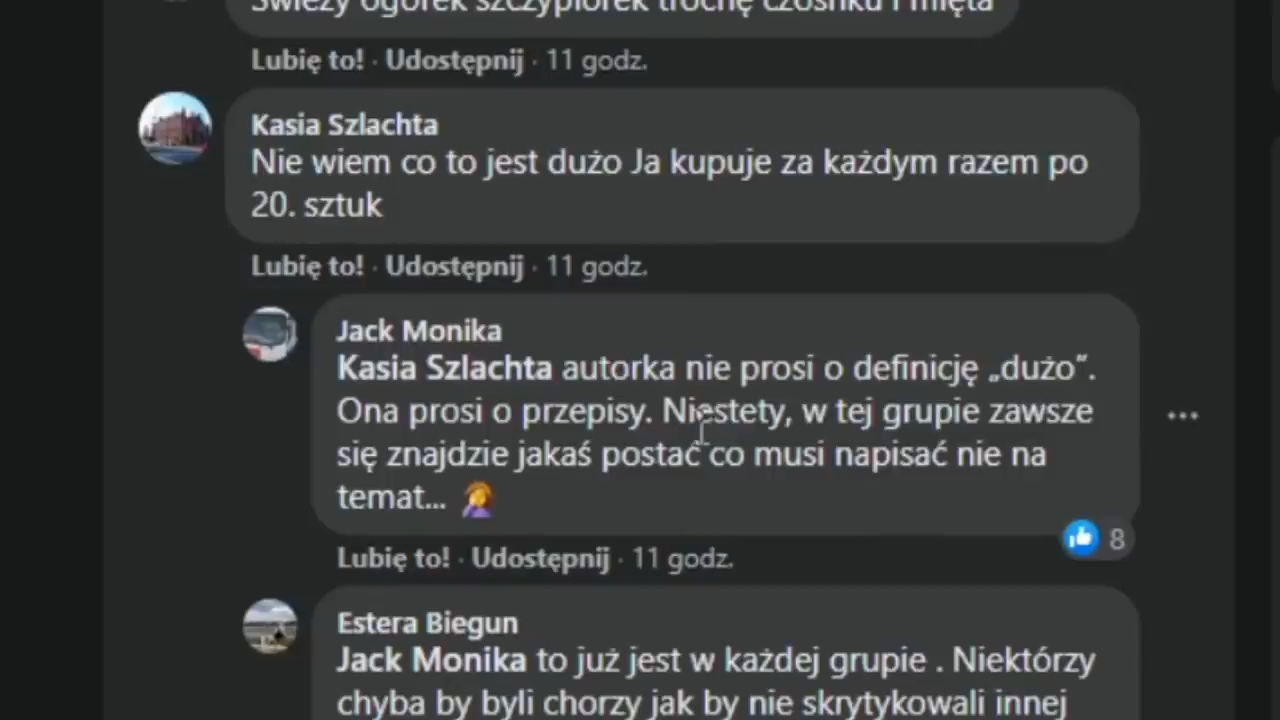 Świeży ogórek szczypiorek trochę czosnku i mięta
Lubię to! · Udostępnij · 11 godz.
Kasia Szlachta
Nie wiem co to jest dużo Ja kupuje za każdym razem po
20. sztuk
Lubię to! · Udostępnij · 11 godz.
Jack Monika
Kasia Szlachta autorka nie prosi o definicję „dużo”.
Ona prosi o przepisy. Niestety, w tej grupie zawsze
się znajdzie jakaś postać co musi napisać nie na
temat... 🤦‍♀️
8
Lubię to! · Udostępnij · 11 godz.
Estera Biegun
Jack Monika to już jest w każdej grupie . Niektórzy
chyba by byli chorzy jak by nie skrytykowali innej